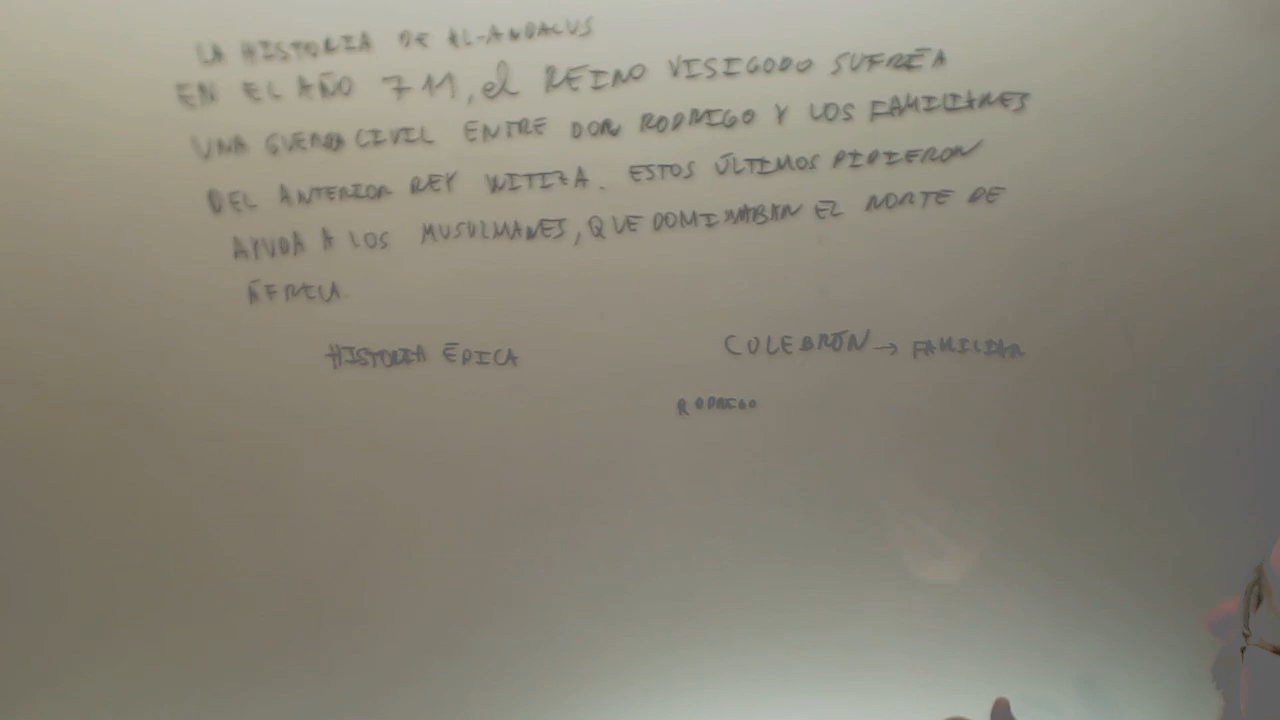 LA HISTORIA DE AL-ANDALUS
EN EL AÑO 711, el REINO VISIGODO SUFRÍA
UNA GUERRA CIVIL ENTRE DON RODRIGO Y LOS FAMILIARES
DEL ANTERIOR REY WITIZA. ESTOS ÚLTIMOS PIDIERON
AYUDA A LOS MUSULMANES, QUE DOMINABAN EL NORTE DE
ÁFRICA.
HISTORIA ÉPICA
CULEBRÓN → FAMILIAR
RODRIGO